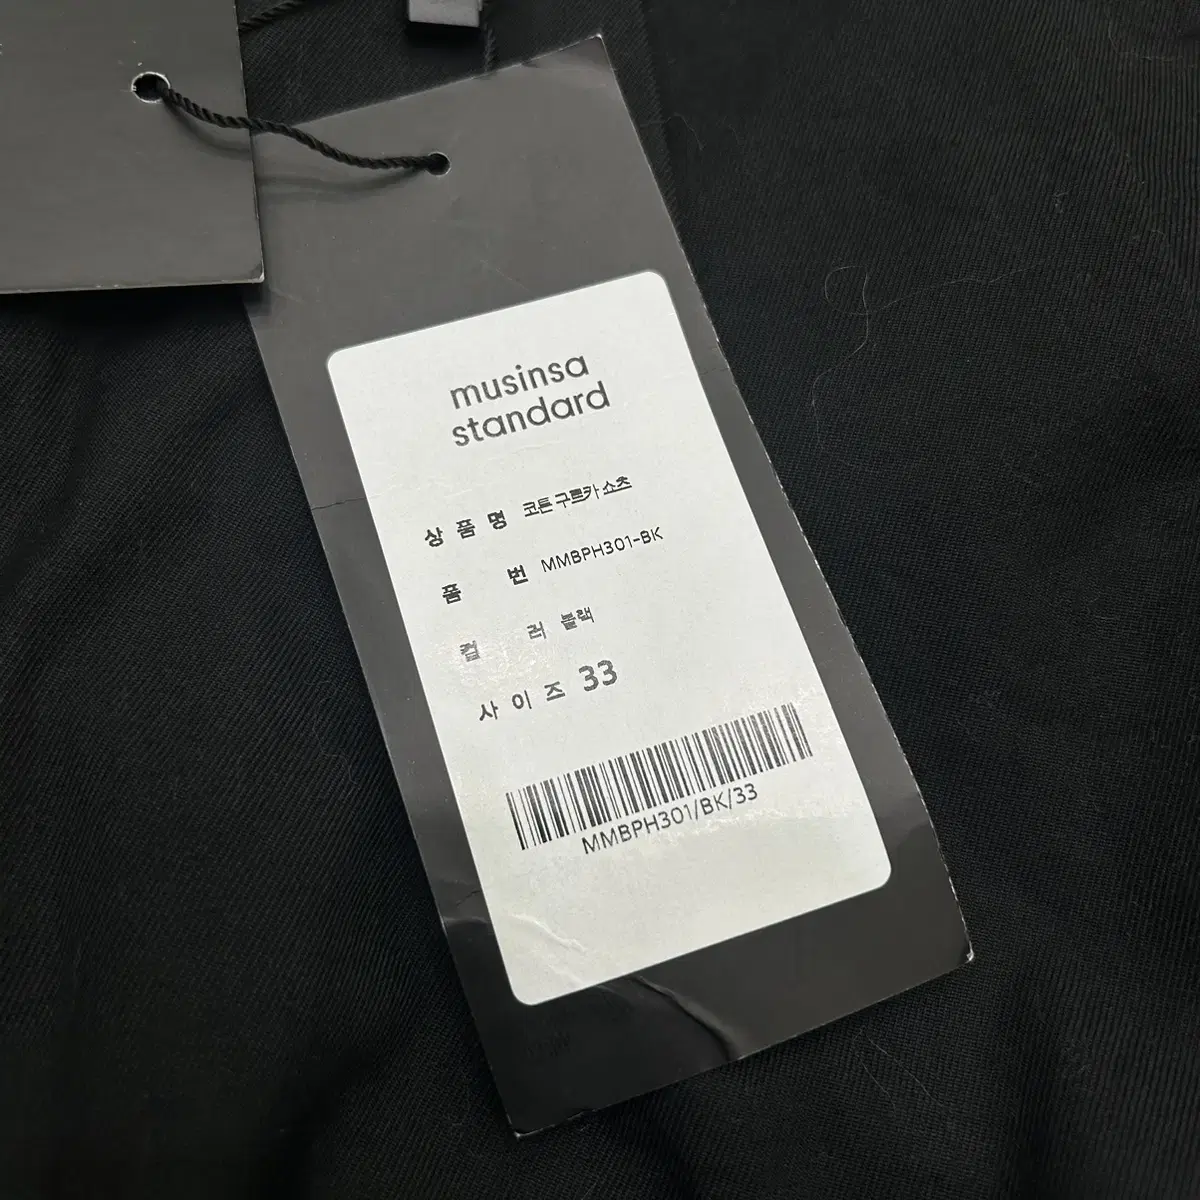 musinsa
standard
상 품 명 코튼 구르카 쇼츠
품 번 MMBPH301-BK
컬 러 블랙
사 이 즈 33
MMBPH301/BK/33